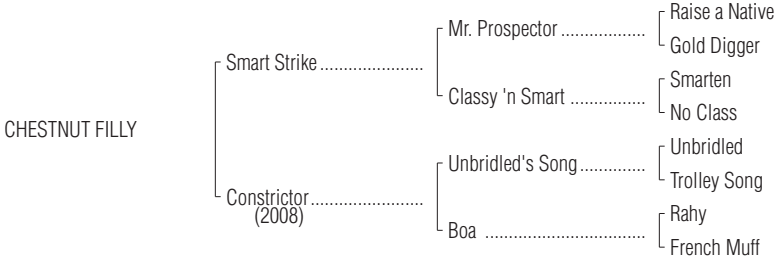 Raise a Native
Mr. Prospector ..................
Gold Digger
Smart Strike ......................
Smarten
Classy 'n Smart ................
No Class
CHESTNUT FILLY
Unbridled
Unbridled's Song ..............
Trolley Song
Constrictor ........................
(2008)
Rahy
Boa ..................................
French Muff